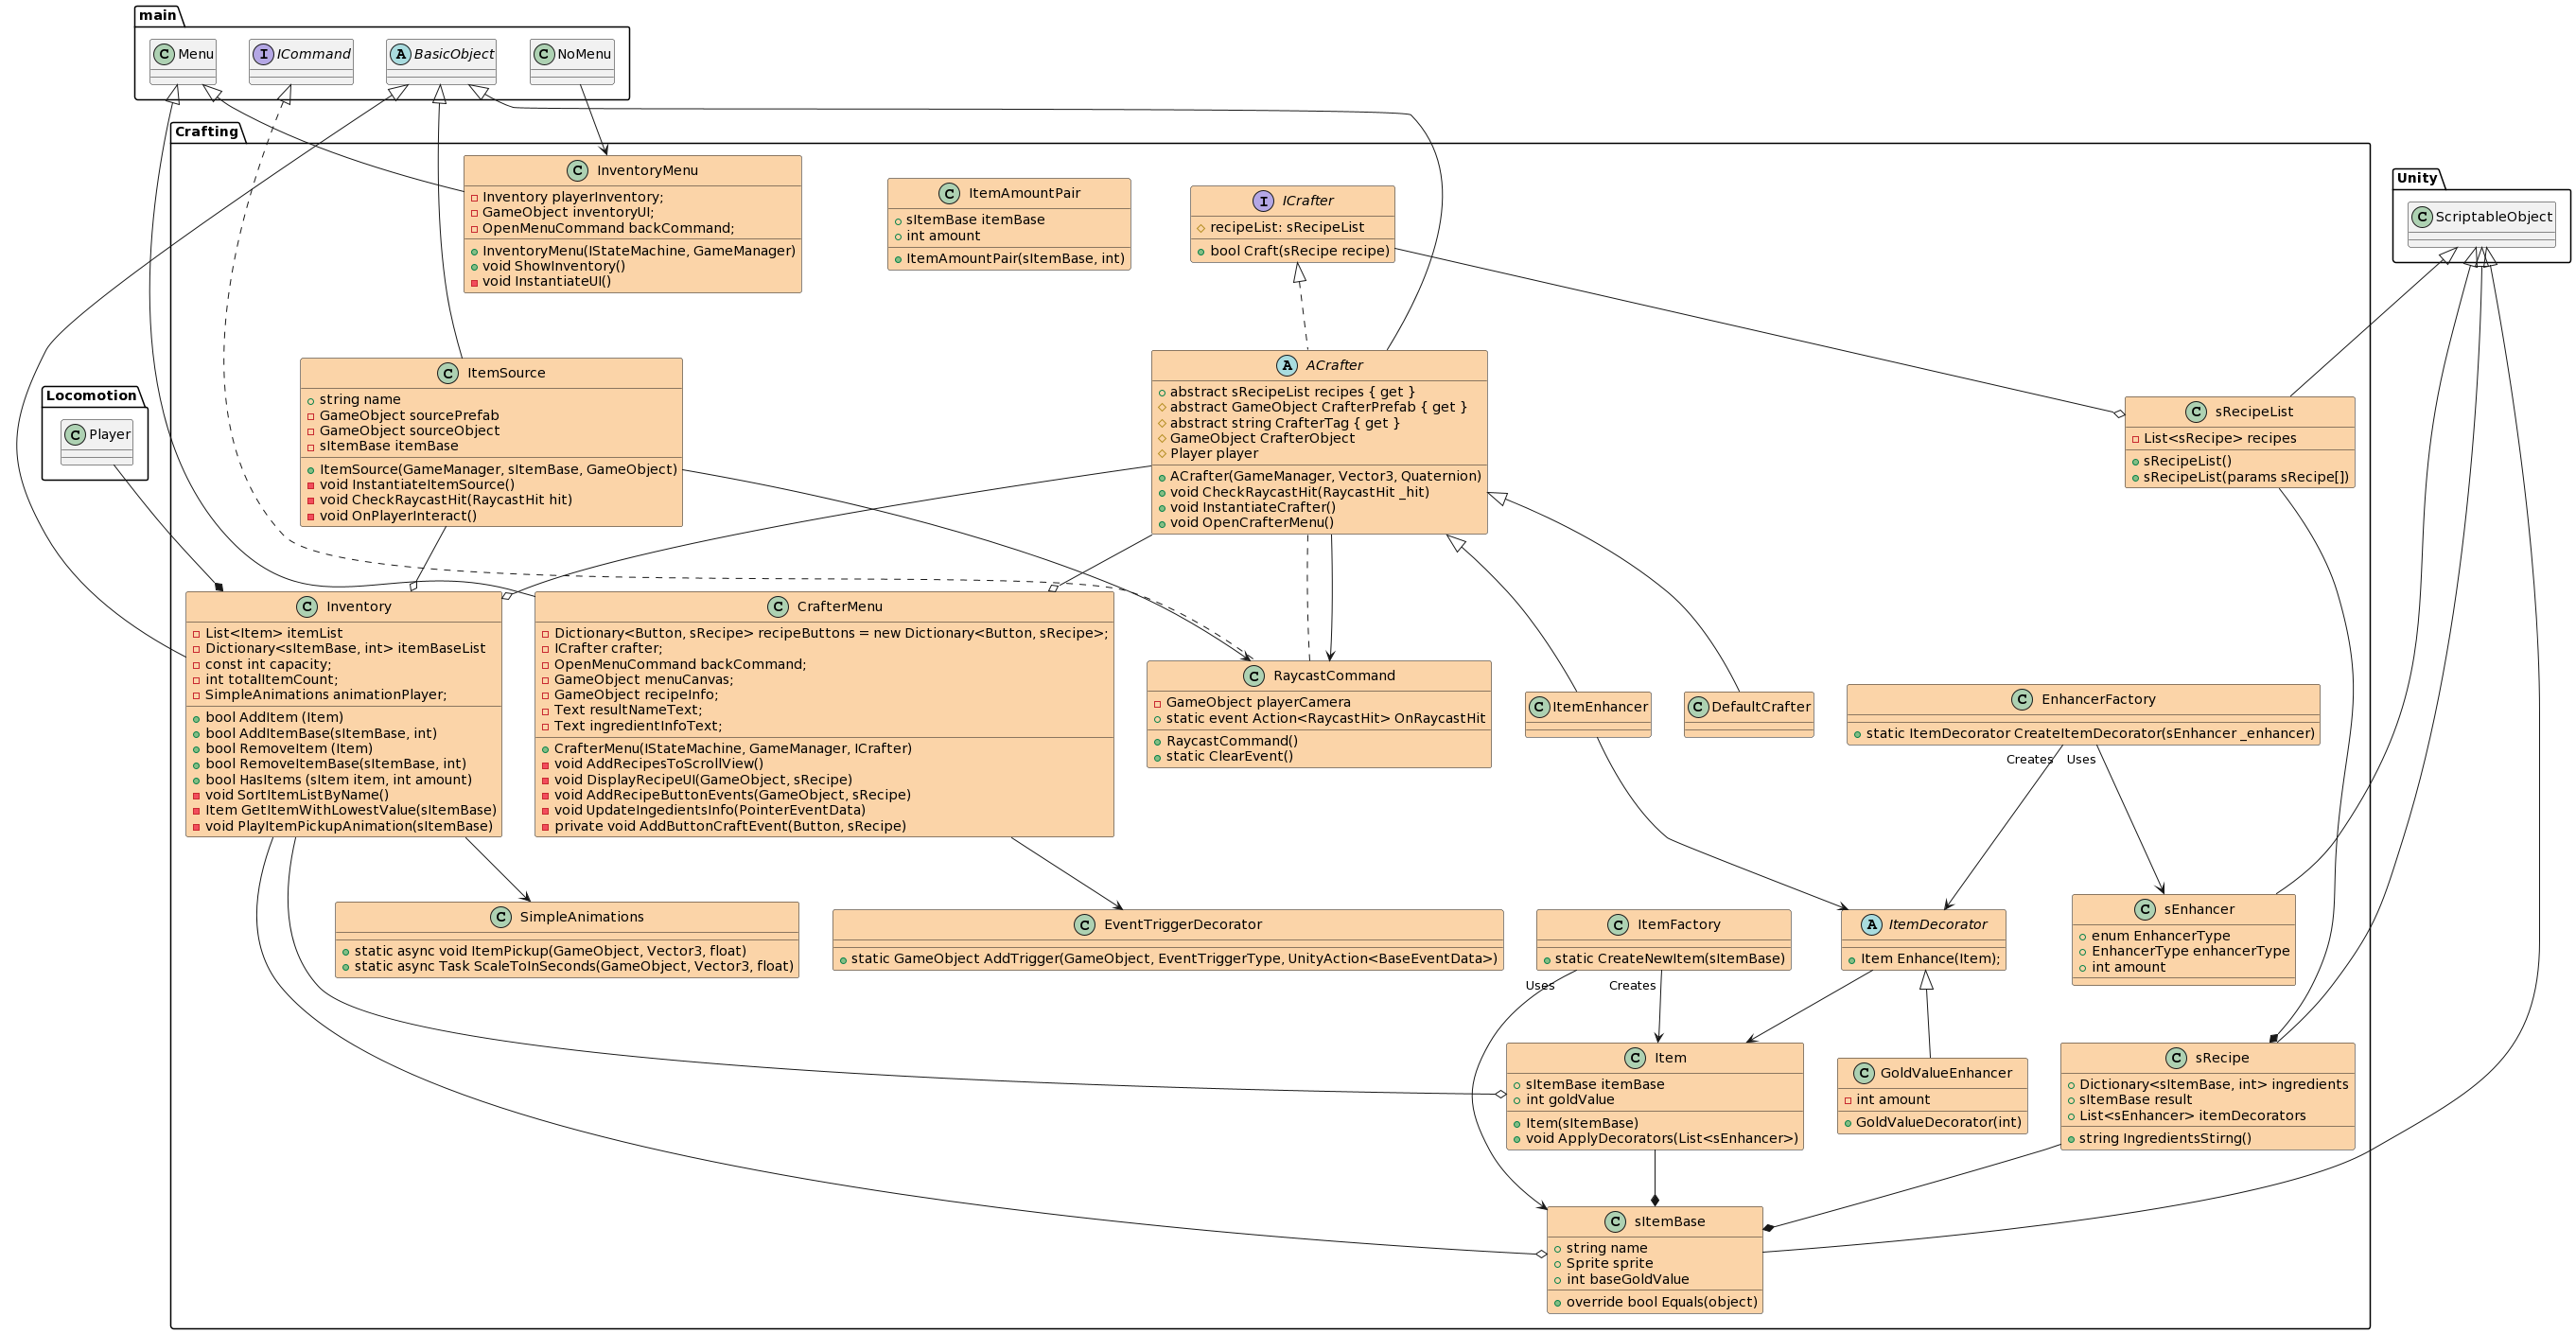 main
C Menu
I ICommand
A BasicObject
C NoMenu
Crafting
C InventoryMenu
Inventory playerInventory;
GameObject inventoryUI;
OpenMenuCommand backCommand;
InventoryMenu(IStateMachine, GameManager)
void ShowInventory()
void InstantiateUI()
C ItemAmountPair
sItemBase itemBase
int amount
ItemAmountPair(sItemBase, int)
I ICrafter
recipeList: sRecipeList
bool Craft(sRecipe recipe)
Unity
C ScriptableObject
C ItemSource
string name
GameObject sourcePrefab
GameObject sourceObject
sItemBase itemBase
ItemSource(GameManager, sItemBase, GameObject)
void InstantiateItemSource()
void CheckRaycastHit(RaycastHit hit)
void OnPlayerInteract()
A ACrafter
abstract sRecipeList recipes { get }
abstract GameObject CrafterPrefab { get }
abstract string CrafterTag { get }
GameObject CrafterObject
Player player
ACrafter(GameManager, Vector3, Quaternion)
void CheckRaycastHit(RaycastHit _hit)
void InstantiateCrafter()
void OpenCrafterMenu()
Locomotion
C Player
C sRecipeList
List<sRecipe> recipes
sRecipeList()
sRecipeList(params sRecipe[])
C Inventory
List<Item> itemList
Dictionary<sItemBase, int> itemBaseList
const int capacity;
int totalItemCount;
SimpleAnimations animationPlayer;
bool AddItem (Item)
bool AddItemBase(sItemBase, int)
bool RemoveItem (Item)
bool RemoveItemBase(sItemBase, int)
bool HasItems (sItem item, int amount)
void SortItemListByName()
Item GetItemWithLowestValue(sItemBase)
void PlayItemPickupAnimation(sItemBase)
C CrafterMenu
Dictionary<Button, sRecipe> recipeButtons = new Dictionary<Button, sRecipe>;
ICrafter crafter;
OpenMenuCommand backCommand;
GameObject menuCanvas;
GameObject recipeInfo;
Text resultNameText;
Text ingredientInfoText;
CrafterMenu(IStateMachine, GameManager, ICrafter)
void AddRecipesToScrollView()
void DisplayRecipeUI(GameObject, sRecipe)
void AddRecipeButtonEvents(GameObject, sRecipe)
void UpdateIngedientsInfo(PointerEventData)
private void AddButtonCraftEvent(Button, sRecipe)
C RaycastCommand
GameObject playerCamera
static event Action<RaycastHit> OnRaycastHit
RaycastCommand()
static ClearEvent()
C ItemEnhancer
C DefaultCrafter
C EnhancerFactory
static ItemDecorator CreateItemDecorator(sEnhancer _enhancer)
Creates
Uses
C SimpleAnimations
static async void ItemPickup(GameObject, Vector3, float)
static async Task ScaleToInSeconds(GameObject, Vector3, float)
C EventTriggerDecorator
static GameObject AddTrigger(GameObject, EventTriggerType, UnityAction<BaseEventData>)
C ItemFactory
static CreateNewItem(sItemBase)
Uses
Creates
A ItemDecorator
Item Enhance(Item);
C sEnhancer
enum EnhancerType
EnhancerType enhancerType
int amount
C Item
sItemBase itemBase
int goldValue
Item(sItemBase)
void ApplyDecorators(List<sEnhancer>)
C GoldValueEnhancer
int amount
GoldValueDecorator(int)
C sRecipe
Dictionary<sItemBase, int> ingredients
sItemBase result
List<sEnhancer> itemDecorators
string IngredientsStirng()
C sItemBase
string name
Sprite sprite
int baseGoldValue
override bool Equals(object)